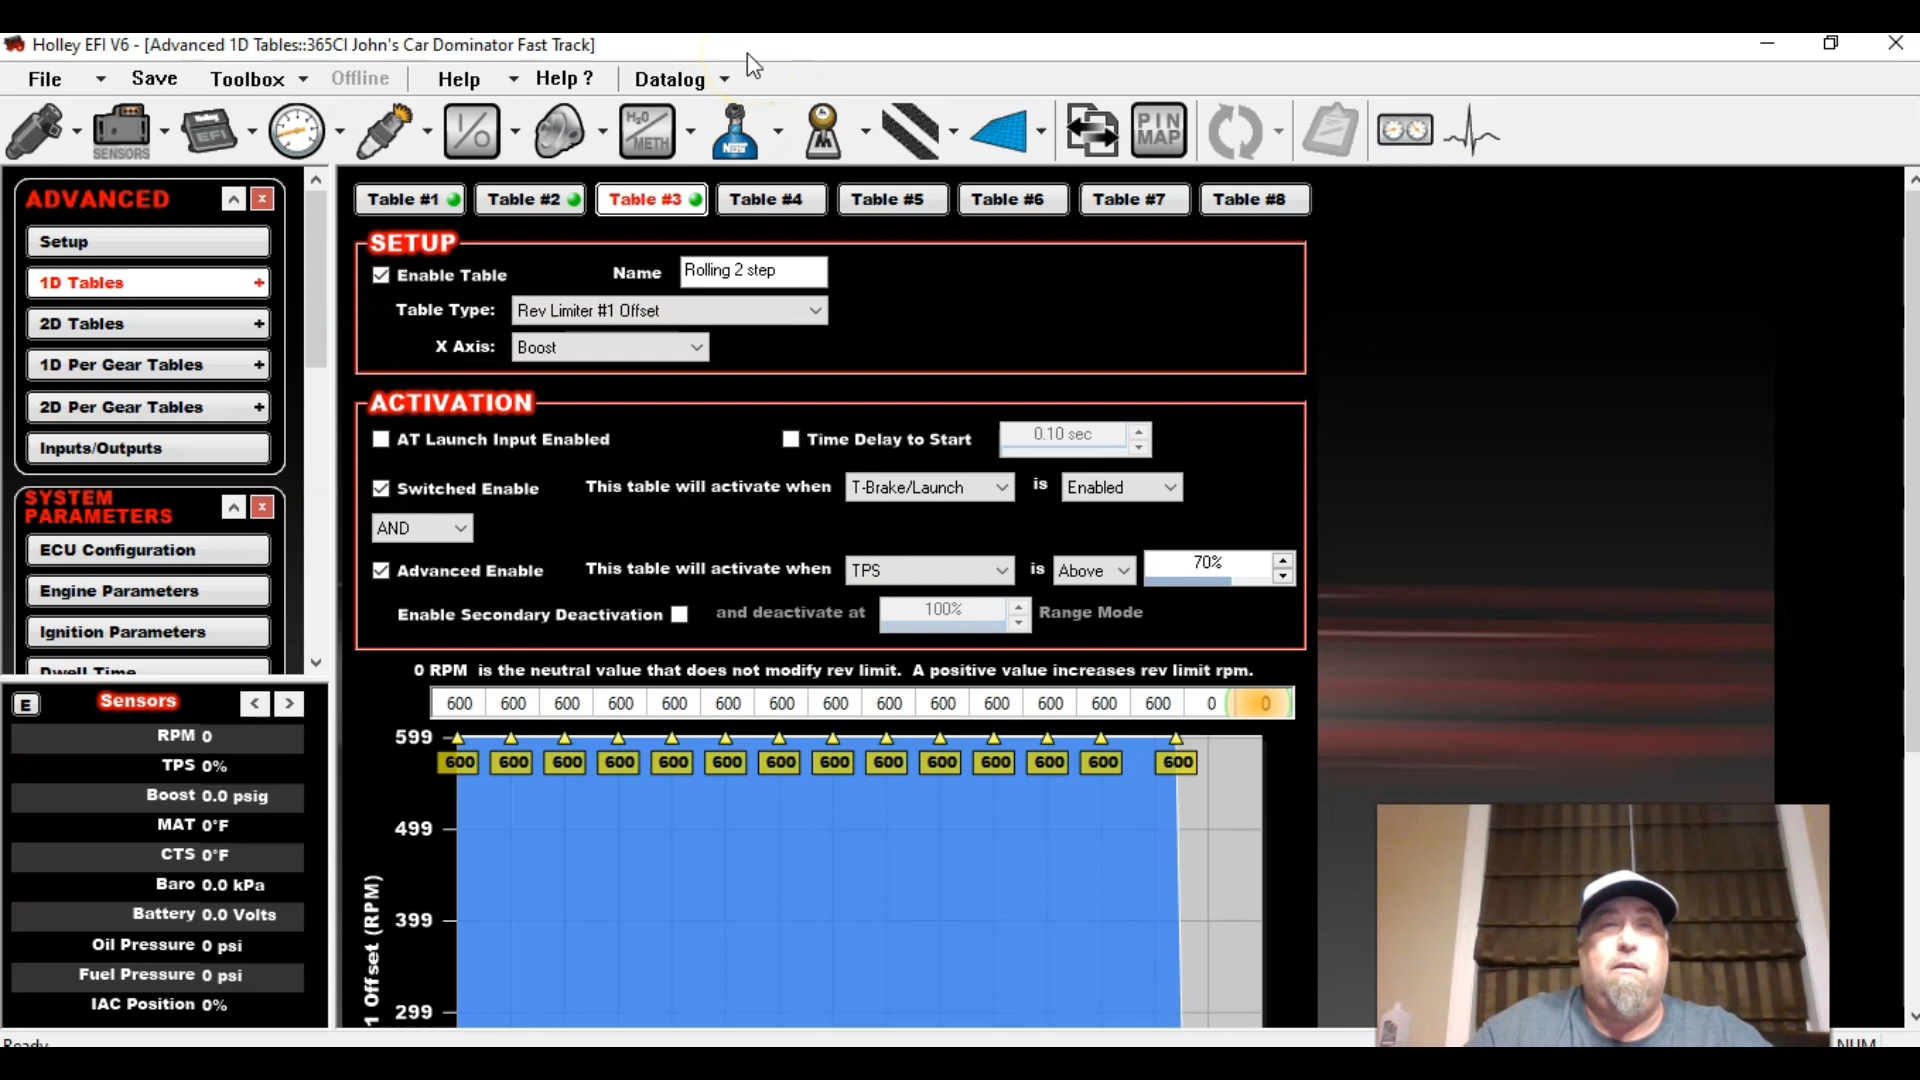 Holley EFI V6 - [Advanced 1D Tables::365CI John's Car Dominator Fast Track]
File Save Toolbox Offline Help Help ? Datalog
SENSORS EFI I/O H2O METH NOS PIN MAP
ADVANCED
Setup
1D Tables +
2D Tables +
1D Per Gear Tables +
2D Per Gear Tables +
Inputs/Outputs
SYSTEM
PARAMETERS
ECU Configuration
Engine Parameters
Ignition Parameters
Dwell Time
E Sensors < >
RPM 0
TPS 0%
Boost 0.0 psig
MAT 0°F
CTS 0°F
Baro 0.0 kPa
Battery 0.0 Volts
Oil Pressure 0 psi
Fuel Pressure 0 psi
IAC Position 0%
Ready
Table #1 Table #2 Table #3 Table #4 Table #5 Table #6 Table #7 Table #8
SETUP
Enable Table Name Rolling 2 step
Table Type: Rev Limiter #1 Offset
X Axis: Boost
ACTIVATION
AT Launch Input Enabled Time Delay to Start 0.10 sec
Switched Enable This table will activate when T-Brake/Launch is Enabled
AND
Advanced Enable This table will activate when TPS is Above 70%
Enable Secondary Deactivation and deactivate at 100% Range Mode
0 RPM is the neutral value that does not modify rev limit. A positive value increases rev limit rpm.
600 600 600 600 600 600 600 600 600 600 600 600 600 600 0 0
599
600 600 600 600 600 600 600 600 600 600 600 600 600 600
499
399
299
1 Offset (RPM)
NUM